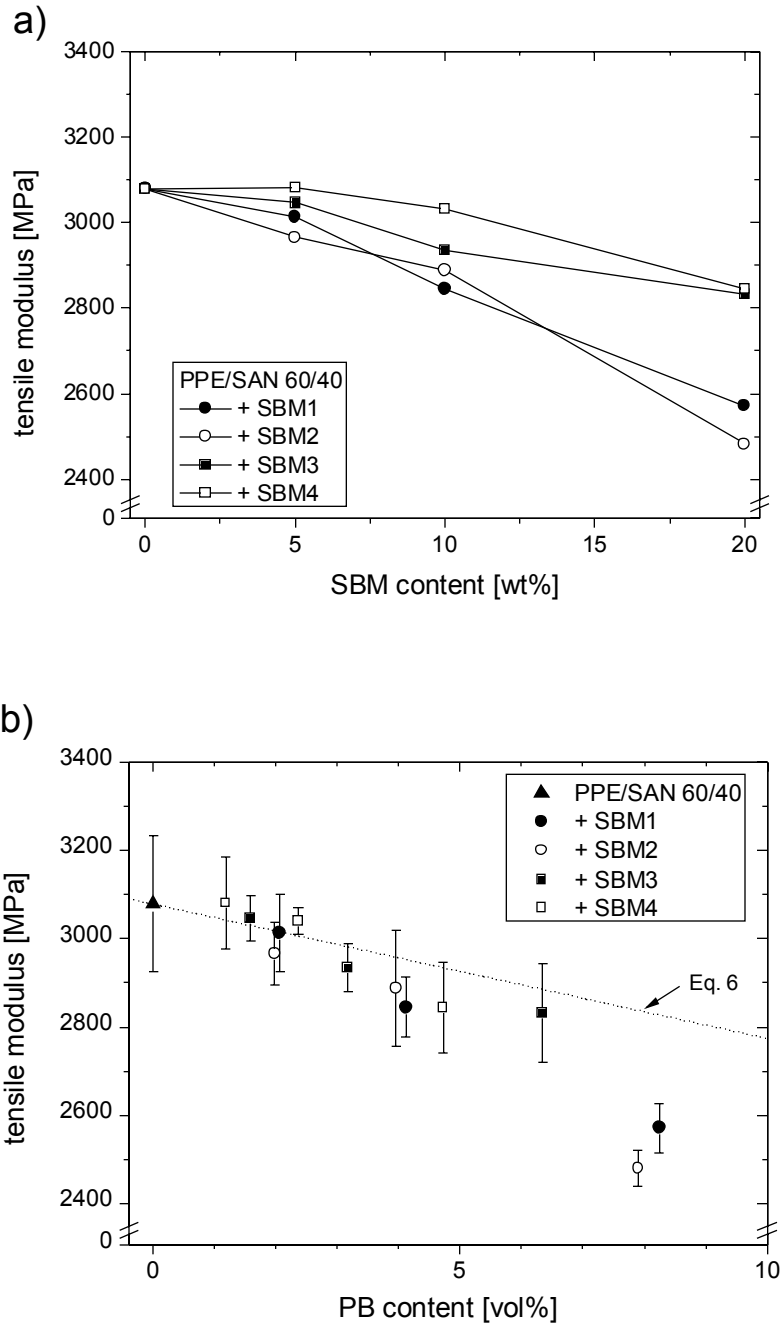 a)
3400
3200
3000
2800
2600
2400
0
tensile modulus [MPa]
PPE/SAN 60/40
+ SBM1
+ SBM2
+ SBM3
+ SBM4
0 5 10 15 20
SBM content [wt%]
b)
3400
3200
3000
2800
2600
2400
0
tensile modulus [MPa]
PPE/SAN 60/40
+ SBM1
+ SBM2
+ SBM3
+ SBM4
Eq. 6
0 5 10
PB content [vol%]